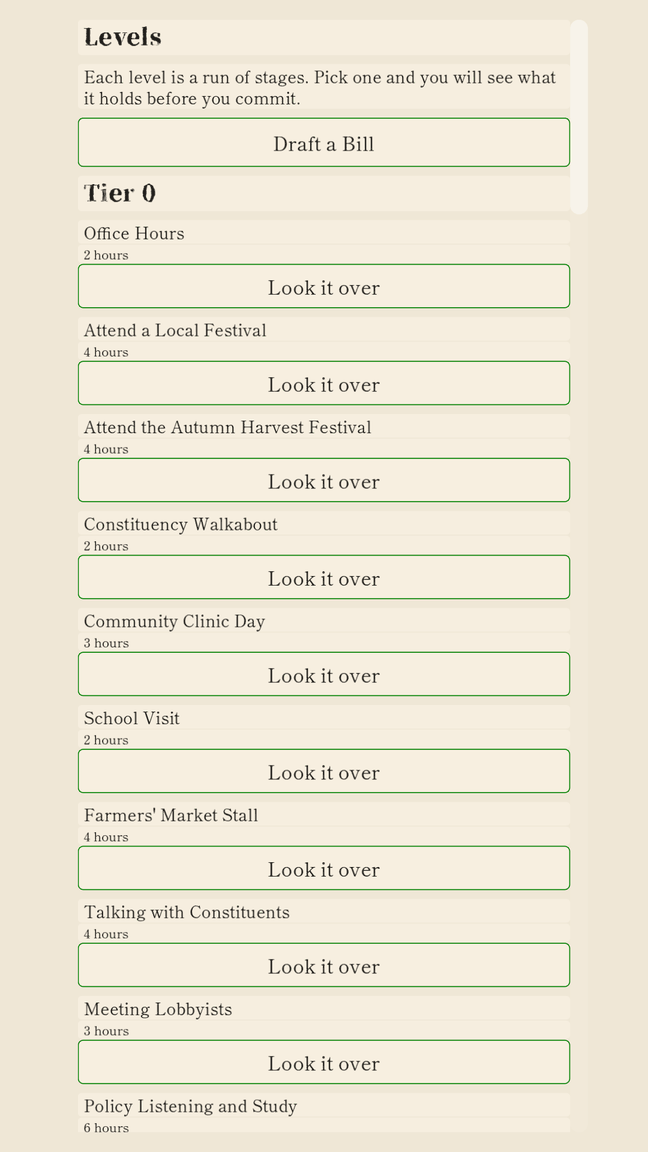 Levels
Each level is a run of stages. Pick one and you will see what
it holds before you commit.
Draft a Bill
Tier 0
Office Hours
2 hours
Look it over
Attend a Local Festival
4 hours
Look it over
Attend the Autumn Harvest Festival
4 hours
Look it over
Constituency Walkabout
2 hours
Look it over
Community Clinic Day
3 hours
Look it over
School Visit
2 hours
Look it over
Farmers' Market Stall
4 hours
Look it over
Talking with Constituents
4 hours
Look it over
Meeting Lobbyists
3 hours
Look it over
Policy Listening and Study
6 hours